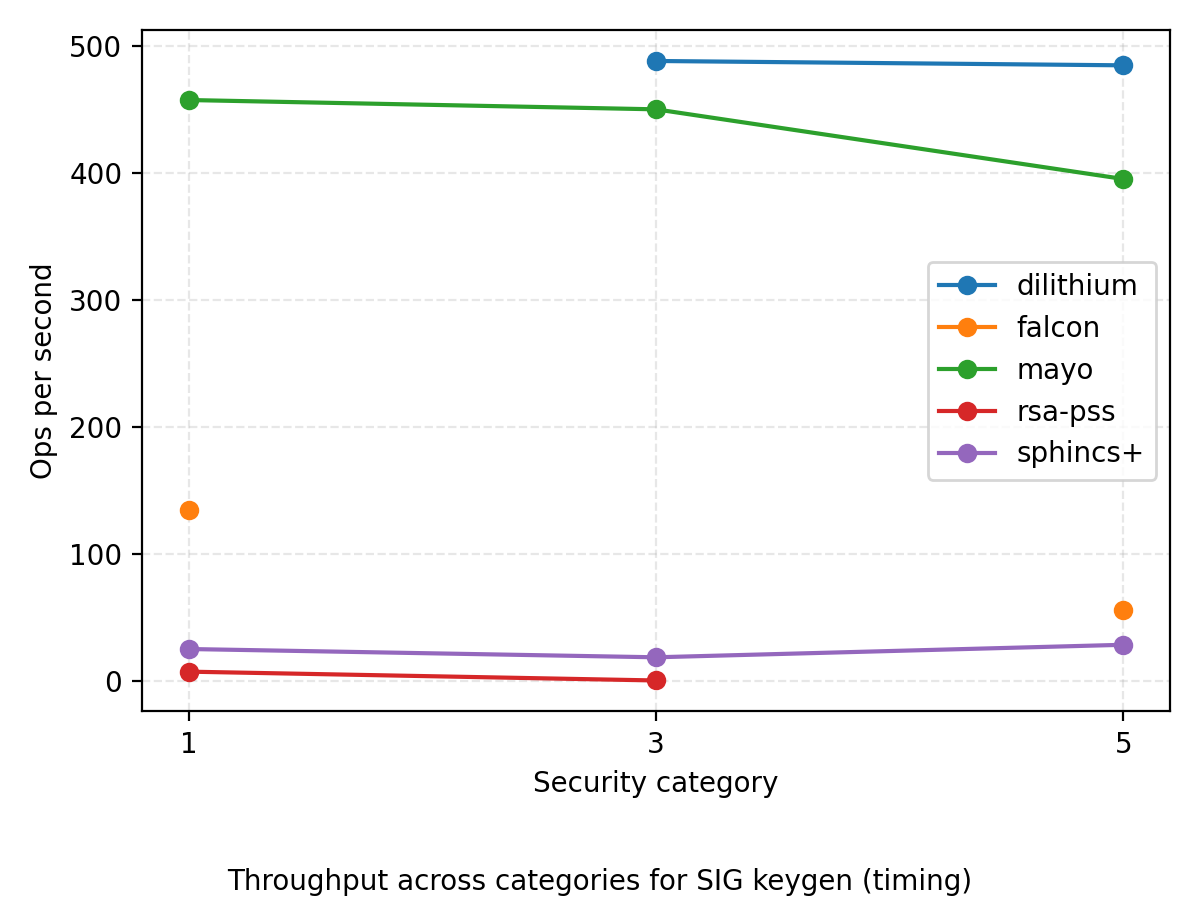 500
400
300
200
100
0
Ops per second
dilithium
falcon
mayo
rsa-pss
sphincs+
1 3 5
Security category
Throughput across categories for SIG keygen (timing)